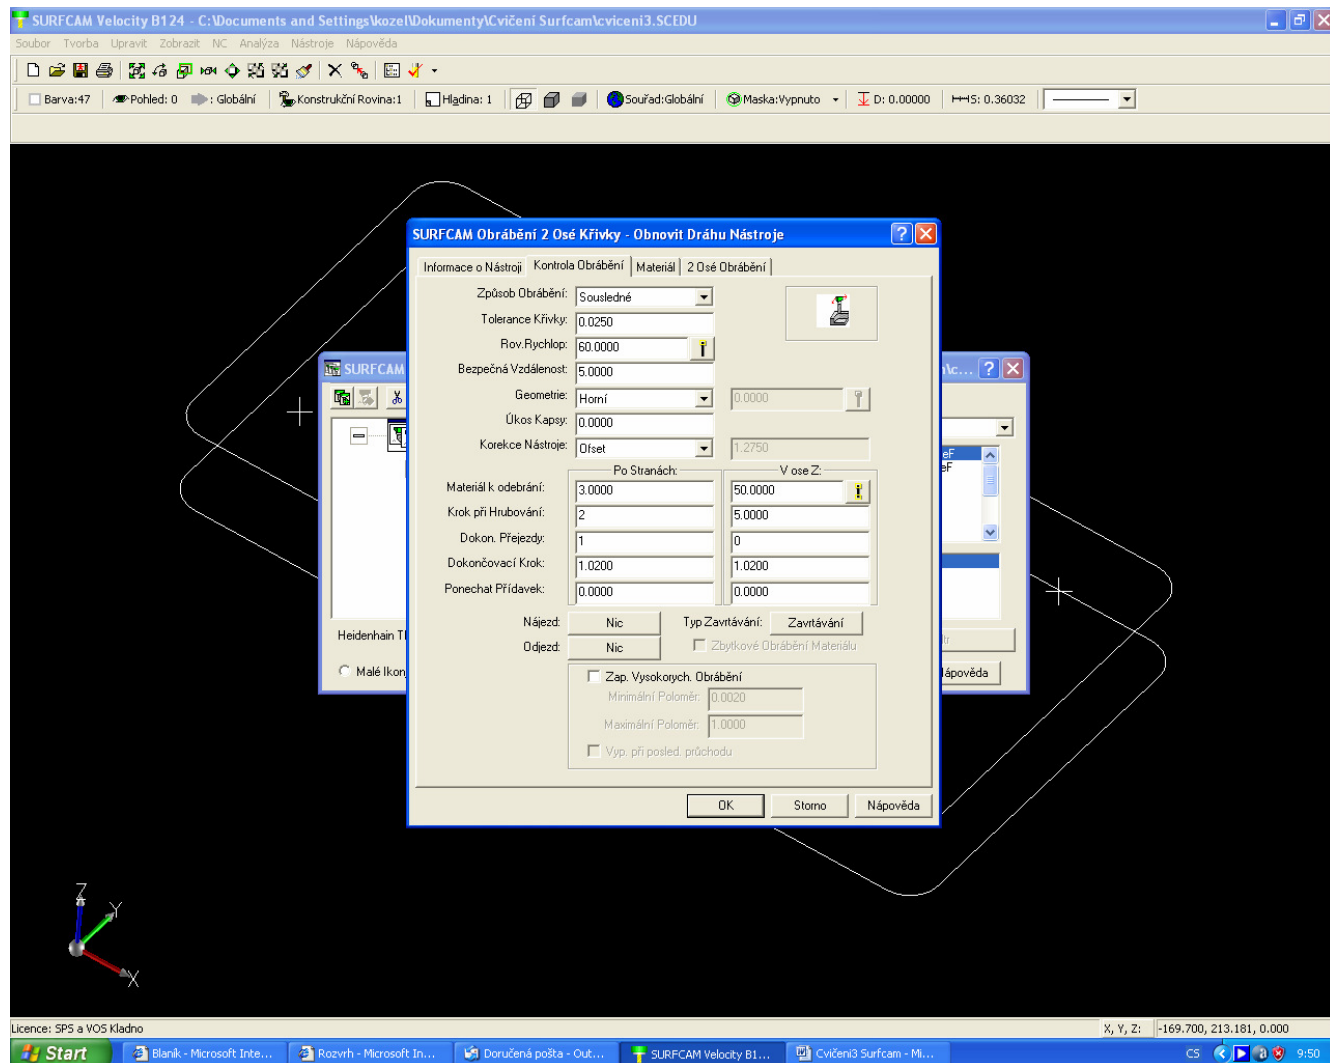 SURFCAM Velocity B124 - C:\Documents and Settings\kozel\Dokumenty\Cvičení Surfcam\cviceni3.SCEDU
Soubor Tvorba Upravit Zobrazit NC Analýza Nástroje Nápověda
Barva:47 Pohled: 0 : Globální Konstrukční Rovina:1 Hladina: 1 Souřad:Globální Maska:Vypnuto D: 0.00000 S: 0.36032
SURFCAM Obrábění 2 Osé Křivky - Obnovit Dráhu Nástroje
Informace o Nástroji Kontrola Obrábění Materiál 2 Osé Obrábění
Způsob Obrábění: Sousledné
Tolerance Křivky: 0.0250
Rov.Rychlop: 60.0000
Bezpečná Vzdálenost: 5.0000
Geometrie: Horní 0.0000
Úkos Kapsy: 0.0000
Korekce Nástroje: Ofset 1.2750
Po Stranách: V ose Z:
Materiál k odebrání: 3.0000 50.0000
Krok při Hrubování: 2 5.0000
Dokon. Přejezdy: 1 0
Dokončovací Krok: 1.0200 1.0200
Ponechat Přídavek: 0.0000 0.0000
Nájezd: Nic Typ Zavrtávání: Zavrtávání
Odjezd: Nic Zbytkové Obrábění Materiálu
Zap. Vysokorych. Obrábění
Minimální Poloměr: 0.0020
Maximální Poloměr: 1.0000
Vyp. při posled. průchodu
OK Storno Nápověda
SURFCAM
\c...
eF
eF
Heidenhain T
ltr
Malé Ikon
Nápověda
Z
Y
X
Licence: SPS a VOS Kladno X, Y, Z: -169.700, 213.181, 0.000
Start Blaník - Microsoft Inte... Rozvrh - Microsoft In... Doručená pošta - Out... SURFCAM Velocity B1... Cvičeni3 Surfcam - Mi... CS 9:50